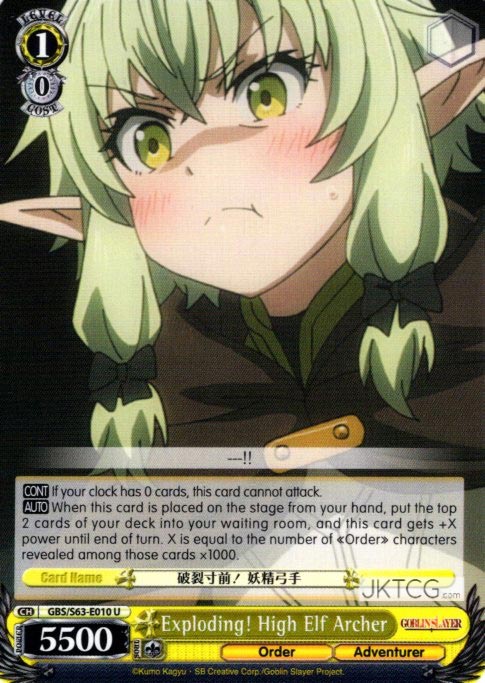 LEVEL
1
0
COST
---!!
CONT If your clock has 0 cards, this card cannot attack.
AUTO When this card is placed on the stage from your hand, put the top
2 cards of your deck into your waiting room, and this card gets +X
power until end of turn. X is equal to the number of «Order» characters
revealed among those cards ×1000.
Card Name 破裂寸前! 妖精弓手
JKTCG.com
CH GBS/S63-E010 U
Exploding! High Elf Archer
GOBLIN SLAYER
POWER 5500 SOUL
Order Adventurer
©Kumo Kagyu・SB Creative Corp./Goblin Slayer Project.